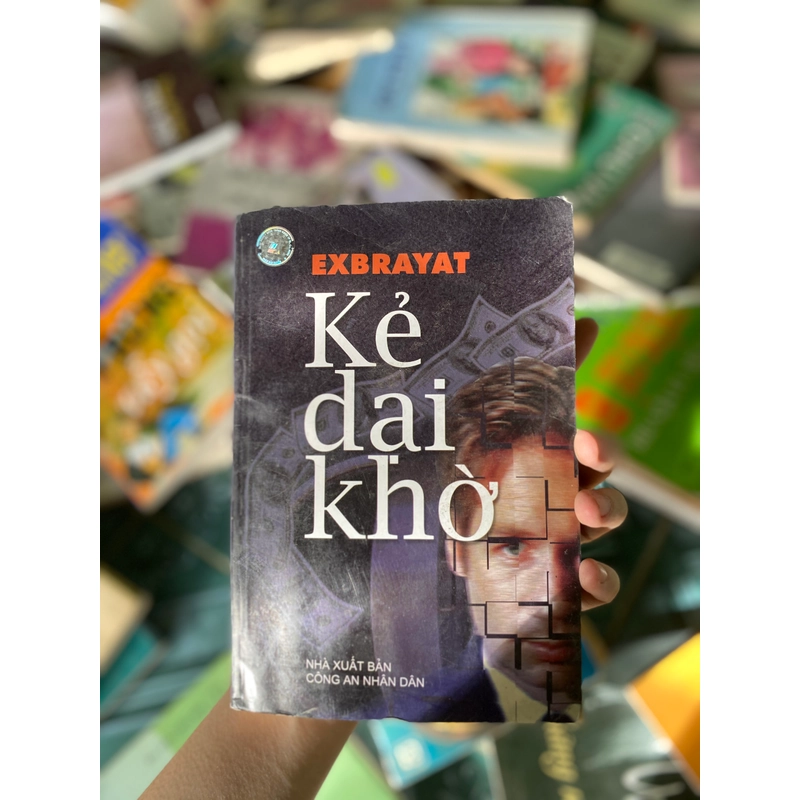 EXBRAYAT
Kẻ
dại
khờ
NHÀ XUẤT BẢN
CÔNG AN NHÂN DÂN